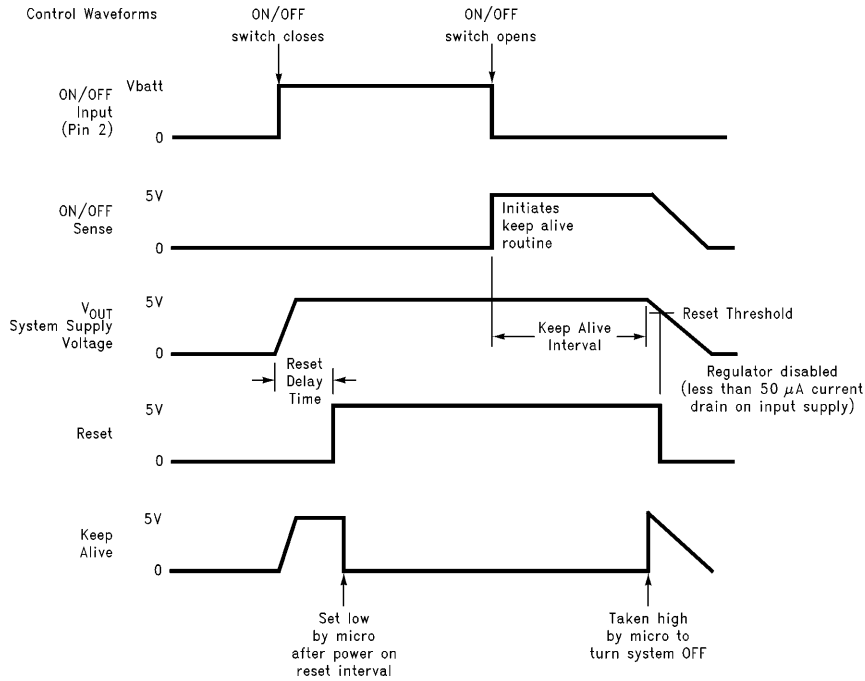 Control Waveforms
ON/OFF
switch closes
ON/OFF
switch opens
ON/OFF
Input
(Pin 2)
Vbatt
0
ON/OFF
Sense
5V
0
Initiates
keep alive
routine
VOUT
System Supply
Voltage
5V
0
Reset
Delay
Time
Keep Alive
Interval
Reset Threshold
Regulator disabled
(less than 50 μA current
drain on input supply)
Reset
5V
0
Keep
Alive
5V
0
Set low
by micro
after power on
reset interval
Taken high
by micro to
turn system OFF